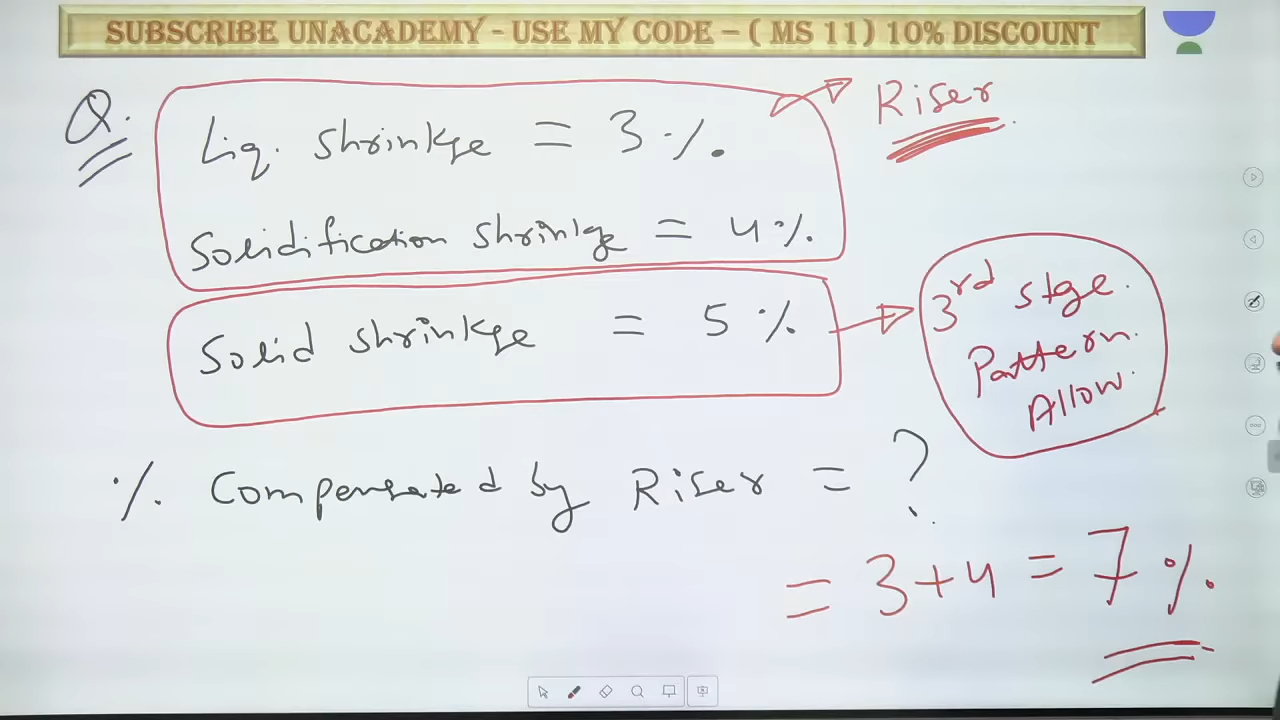 SUBSCRIBE UNACADEMY - USE MY CODE – ( MS 11) 10% DISCOUNT
Q.
Liq. shrinkge = 3 %.
Riser
Solidification shrinkge = 4%.
Solid shrinkge = 5 %
3rd stge.
Pattern.
Allow.
% Compensated by Riser = ?
= 3+4 = 7 %.